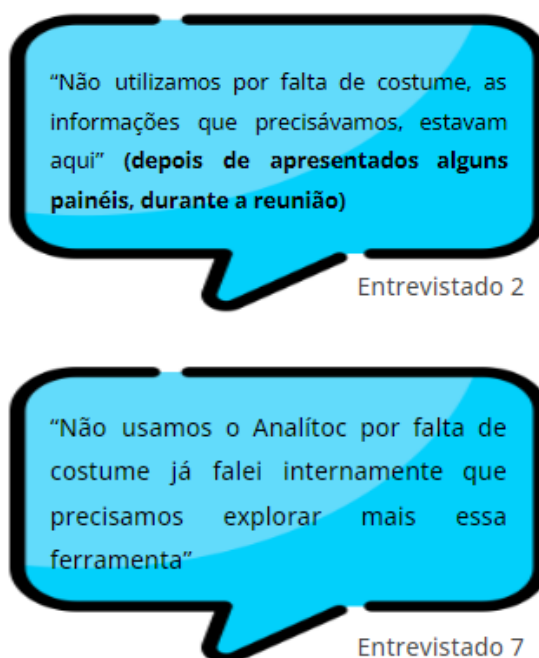 “Não utilizamos por falta de costume, as
informações que precisávamos, estavam
aqui” (depois de apresentados alguns
painéis, durante a reunião)
Entrevistado 2
“Não usamos o Analítoc por falta de
costume já falei internamente que
precisamos explorar mais essa
ferramenta”
Entrevistado 7